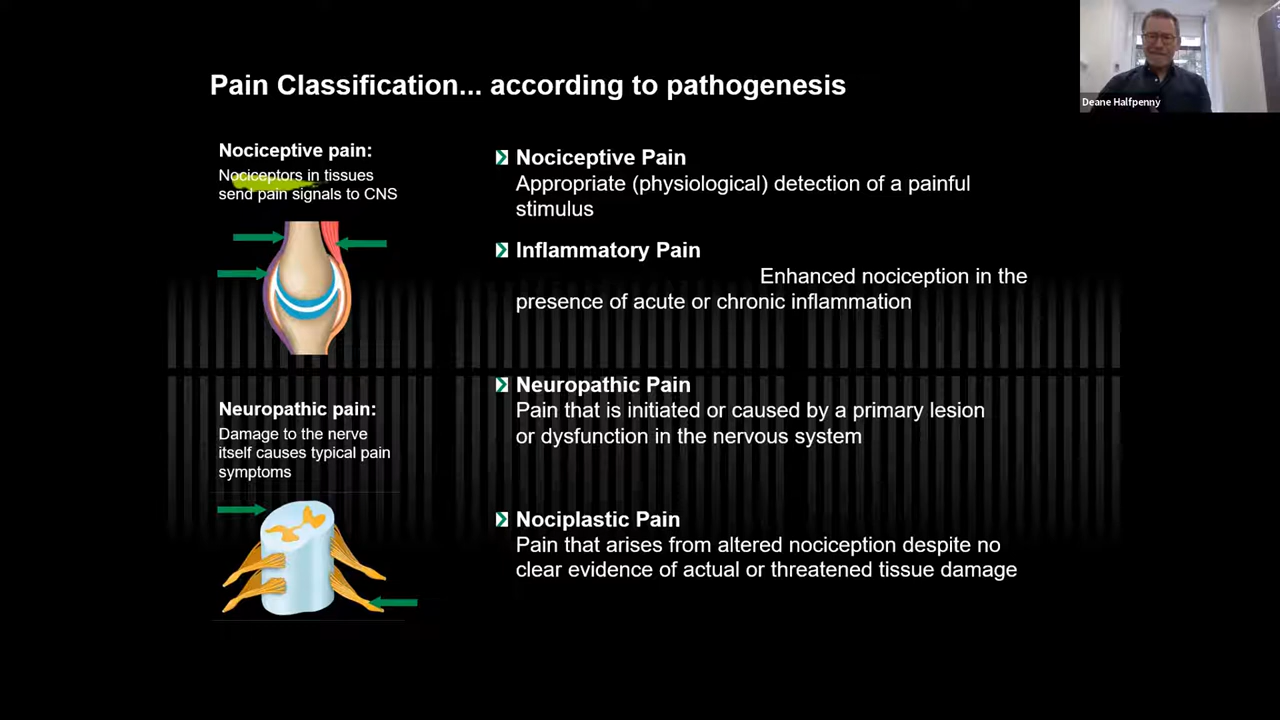 Pain Classification... according to pathogenesis
Deane Halfpenny
Nociceptive pain:
Nociceptors in tissues
send pain signals to CNS
Neuropathic pain:
Damage to the nerve
itself causes typical pain
symptoms
Nociceptive Pain
Appropriate (physiological) detection of a painful
stimulus
Inflammatory Pain
Enhanced nociception in the
presence of acute or chronic inflammation
Neuropathic Pain
Pain that is initiated or caused by a primary lesion
or dysfunction in the nervous system
Nociplastic Pain
Pain that arises from altered nociception despite no
clear evidence of actual or threatened tissue damage